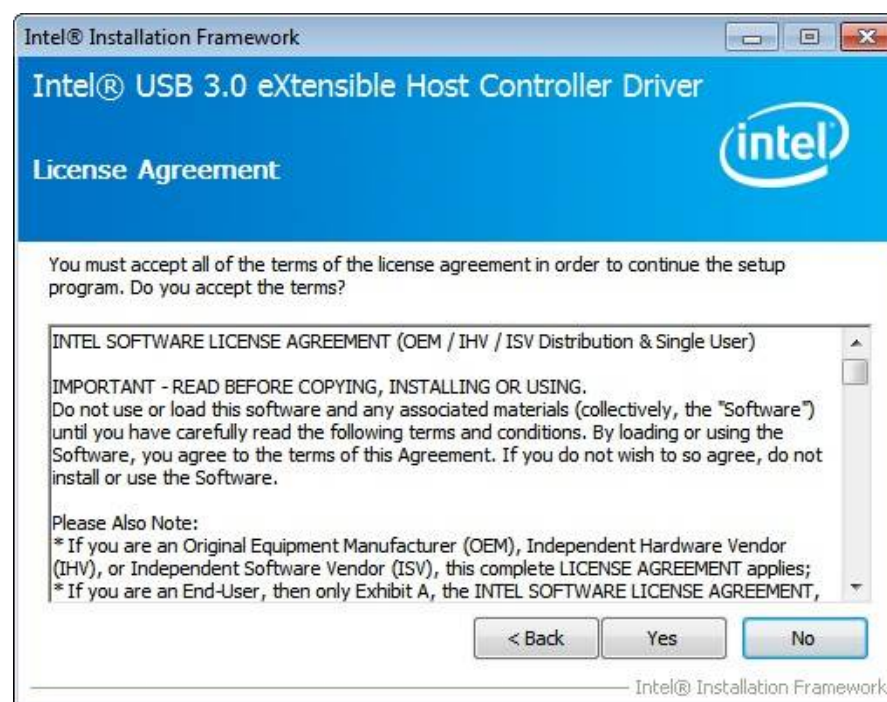 Intel® Installation Framework
Intel® USB 3.0 eXtensible Host Controller Driver
intel
License Agreement
You must accept all of the terms of the license agreement in order to continue the setup
program. Do you accept the terms?
INTEL SOFTWARE LICENSE AGREEMENT (OEM / IHV / ISV Distribution & Single User)
IMPORTANT - READ BEFORE COPYING, INSTALLING OR USING.
Do not use or load this software and any associated materials (collectively, the "Software")
until you have carefully read the following terms and conditions. By loading or using the
Software, you agree to the terms of this Agreement. If you do not wish to so agree, do not
install or use the Software.
Please Also Note:
* If you are an Original Equipment Manufacturer (OEM), Independent Hardware Vendor
(IHV), or Independent Software Vendor (ISV), this complete LICENSE AGREEMENT applies;
* If you are an End-User, then only Exhibit A, the INTEL SOFTWARE LICENSE AGREEMENT,
< Back Yes No
Intel® Installation Framework